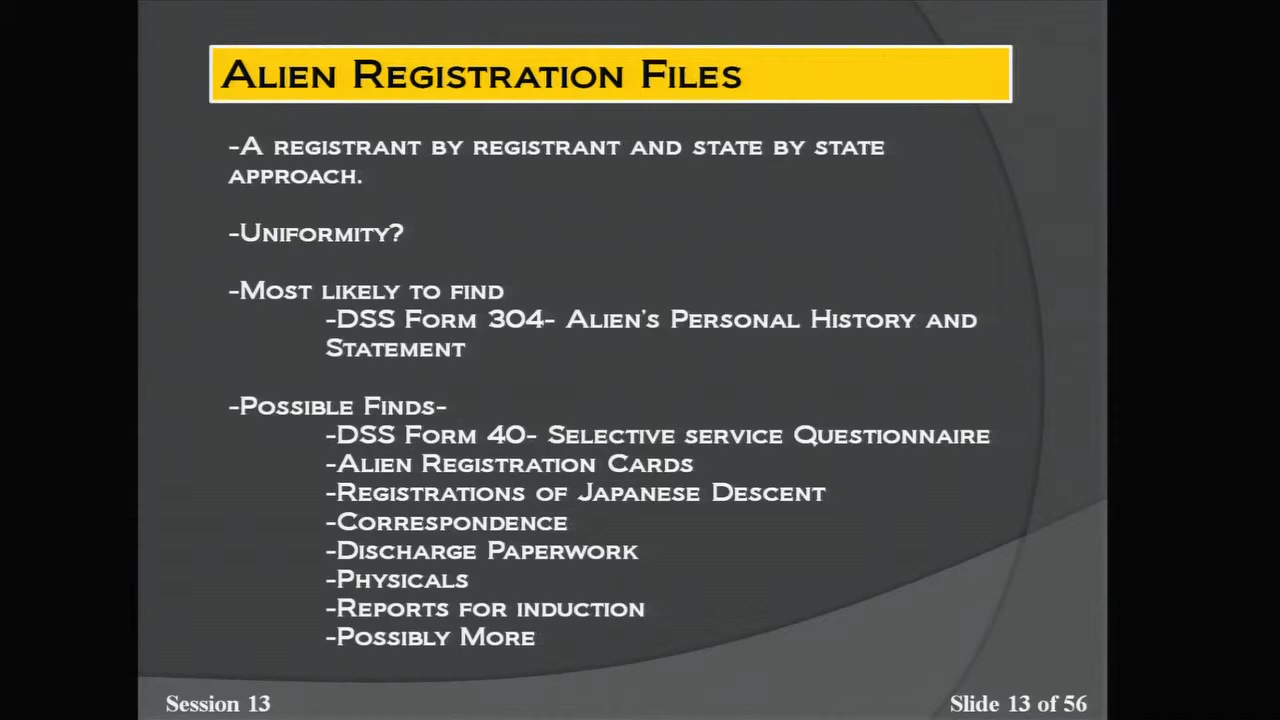 Alien Registration Files
-A registrant by registrant and state by state
approach.
-Uniformity?
-Most likely to find
-DSS Form 304- Alien's Personal History and
Statement
-Possible Finds-
-DSS Form 40- Selective service Questionnaire
-Alien Registration Cards
-Registrations of Japanese Descent
-Correspondence
-Discharge Paperwork
-Physicals
-Reports for induction
-Possibly More
Session 13
Slide 13 of 56